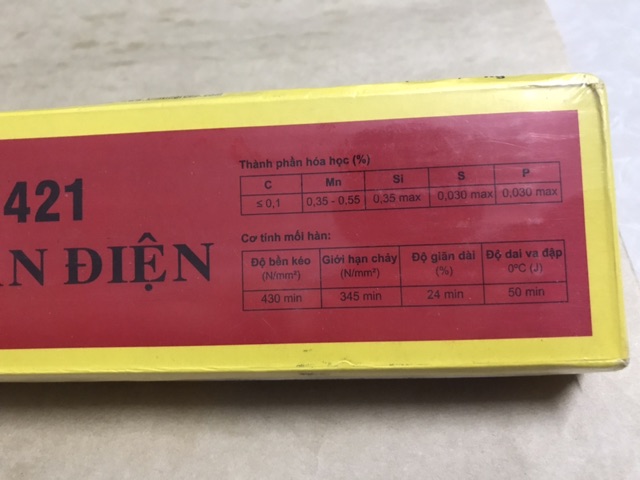 421
N ĐIỆN
Thành phần hóa học (%)
C Mn Si S P
≤ 0,1 0,35 - 0,55 0,35 max 0,030 max 0,030 max
Cơ tính mối hàn:
Độ bền kéo (N/mm²) Giới hạn chảy (N/mm²) Độ giãn dài (%) Độ dai va đập 0ºC (J)
430 min 345 min 24 min 50 min